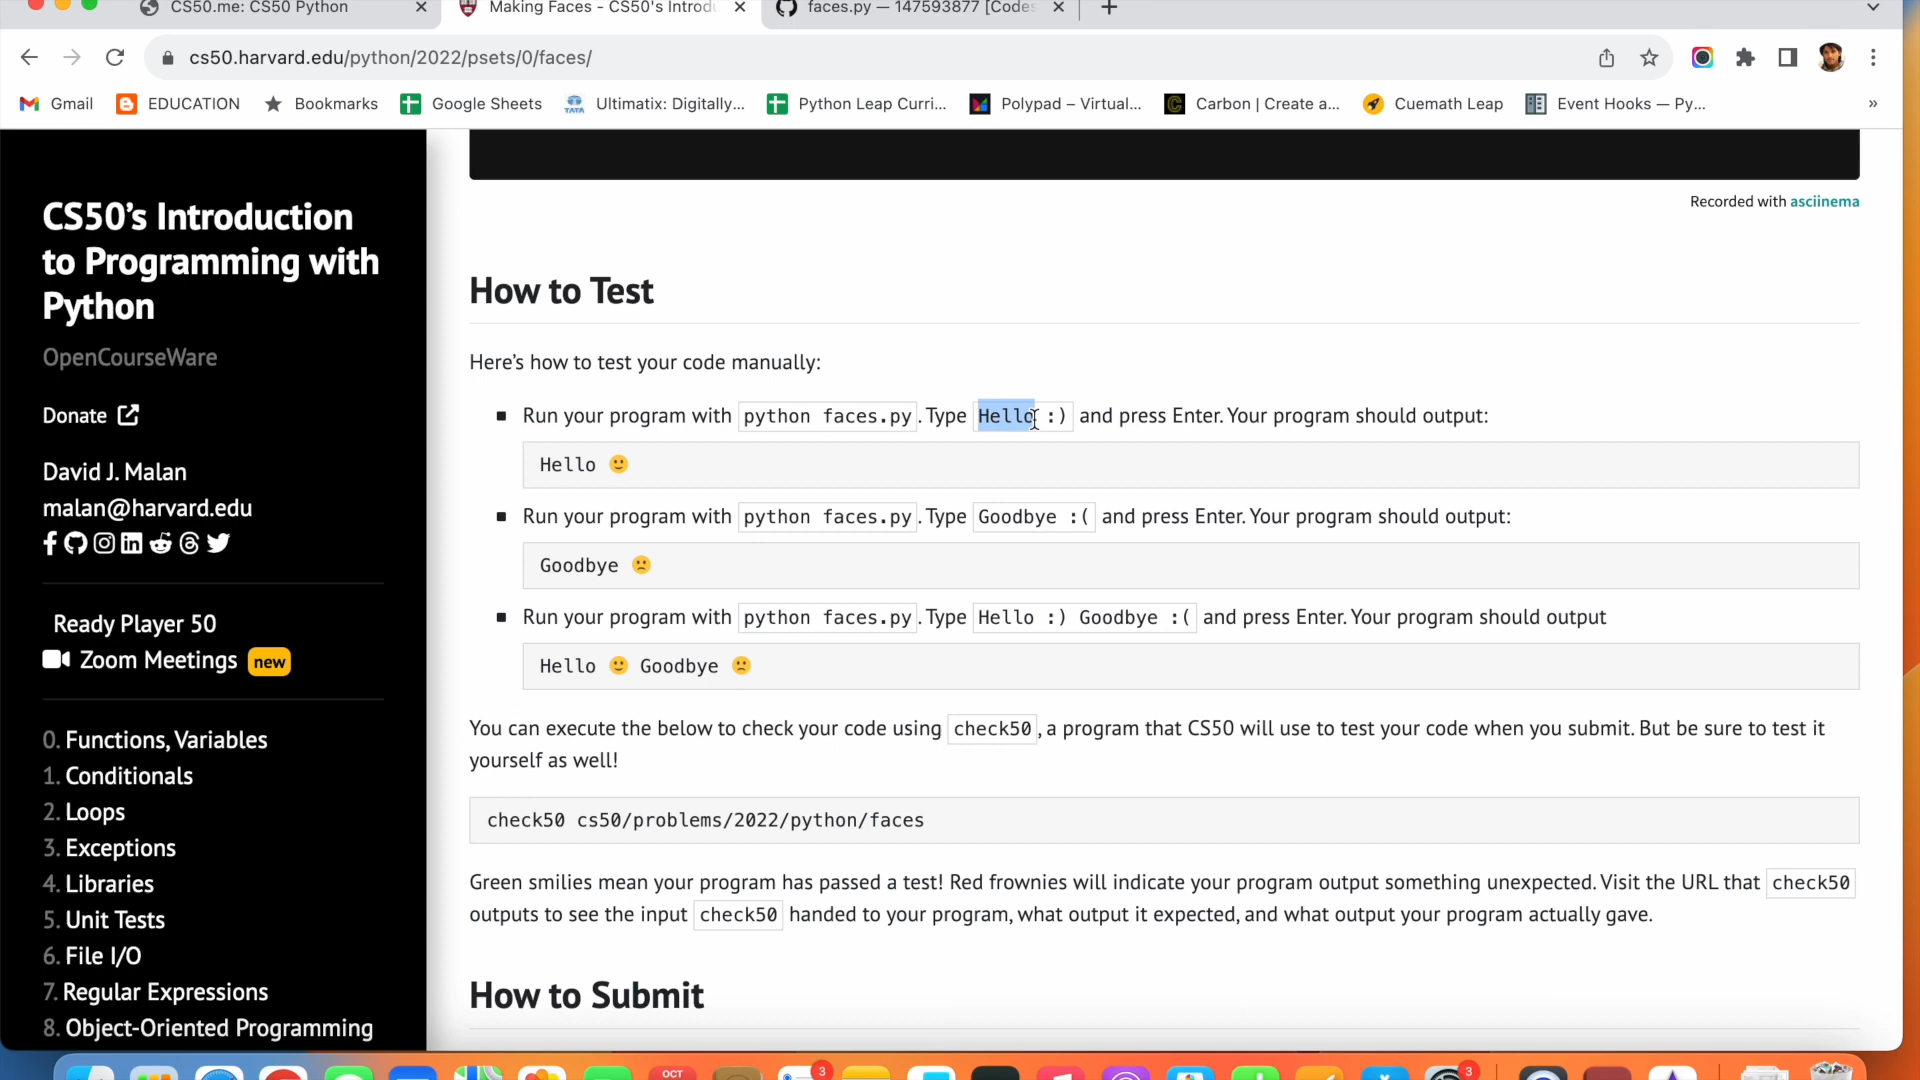 CS50.me: CS50 Python
Making Faces - CS50's Introdu
faces.py — 147593877 [Codes
cs50.harvard.edu/python/2022/psets/0/faces/
Gmail
EDUCATION
Bookmarks
Google Sheets
Ultimatix: Digitally...
Python Leap Curri...
Polypad – Virtual...
Carbon | Create a...
Cuemath Leap
Event Hooks — Py...
»
CS50's Introduction
to Programming with
Python
OpenCourseWare
Donate
David J. Malan
malan@harvard.edu
Ready Player 50
Zoom Meetings new
0. Functions, Variables
1. Conditionals
2. Loops
3. Exceptions
4. Libraries
5. Unit Tests
6. File I/O
7. Regular Expressions
8. Object-Oriented Programming
Recorded with asciinema
How to Test
Here's how to test your code manually:
Run your program with python faces.py. Type Hello :) and press Enter. Your program should output:
Hello 🙂
Run your program with python faces.py. Type Goodbye :( and press Enter. Your program should output:
Goodbye 🙁
Run your program with python faces.py. Type Hello :) Goodbye :( and press Enter. Your program should output
Hello 🙂 Goodbye 🙁
You can execute the below to check your code using check50, a program that CS50 will use to test your code when you submit. But be sure to test it
yourself as well!
check50 cs50/problems/2022/python/faces
Green smilies mean your program has passed a test! Red frownies will indicate your program output something unexpected. Visit the URL that check50
outputs to see the input check50 handed to your program, what output it expected, and what output your program actually gave.
How to Submit
OCT
3
3